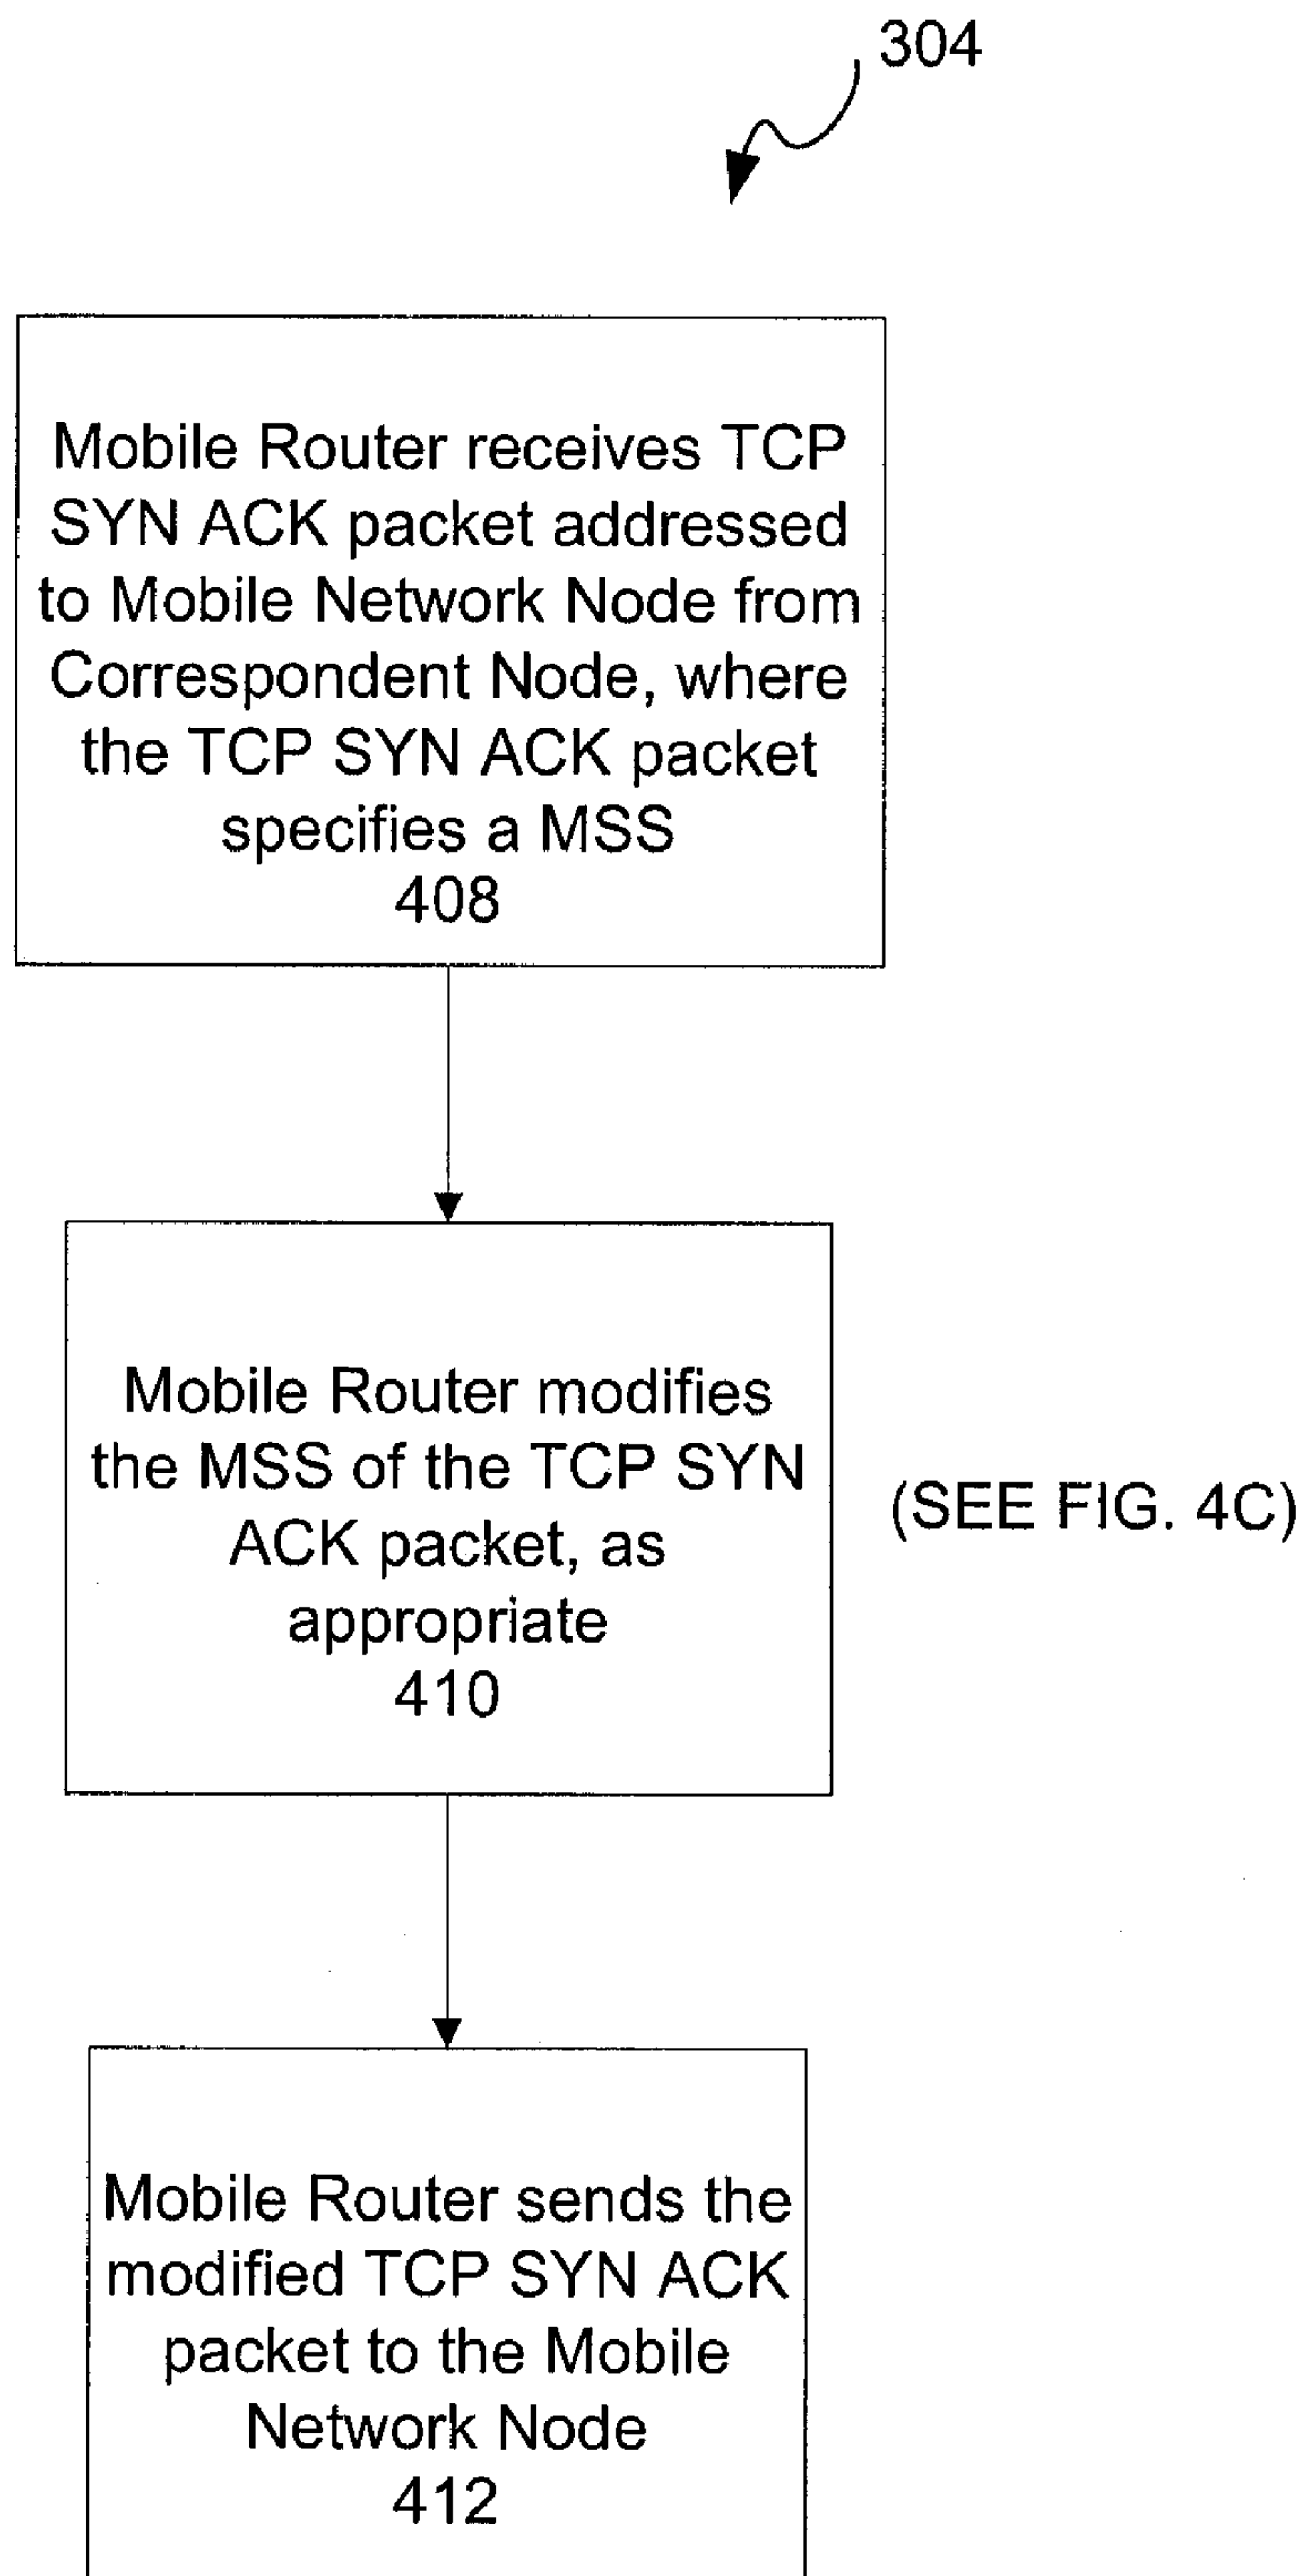 304
Mobile Router receives TCP
SYN ACK packet addressed
to Mobile Network Node from
Correspondent Node, where
the TCP SYN ACK packet
specifies a MSS
408
Mobile Router modifies
the MSS of the TCP SYN
ACK packet, as
appropriate
410
(SEE FIG. 4C)
Mobile Router sends the
modified TCP SYN ACK
packet to the Mobile
Network Node
412